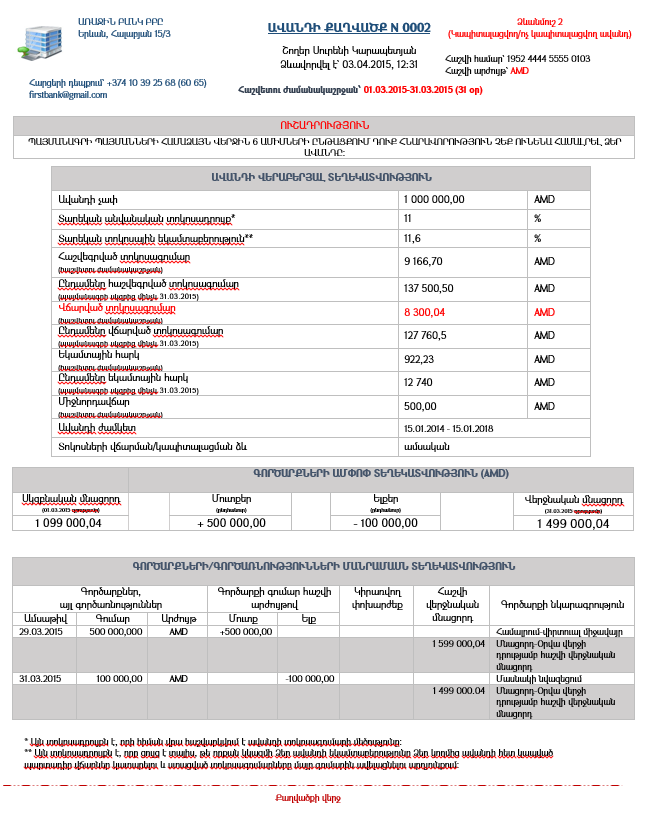 ԱՌԱՋԻՆ ԲԱՆԿ ԲԲԸ
Երևան, Հալաբյան 15/3
Հարցերի դեպքում՝ +374 10 39 25 68 (60 65)
firstbank@gmail.com
ԱՎԱՆԴԻ ՔԱՂՎԱԾՔ N 0002
Շողեր Սուրենի Կարապետյան
Ձևավորվել է՝ 03.04.2015, 12:31
Ձևանմուշ 2
(Կապիտալացվող/ոչ կապիտալացվող ավանդ)
Հաշվի համար՝ 1952 4444 5555 0103
Հաշվի արժույթ՝ AMD
Հաշվետու ժամանակաշրջան՝ 01.03.2015-31.03.2015 (31 օր)
ՈՒՇԱԴՐՈՒԹՅՈՒՆ
ՊԱՅՄԱՆԱԳՐԻ ՊԱՅՄԱՆՆԵՐԻ ՀԱՄԱՁԱՅՆ ՎԵՐՋԻՆ 6 ԱՄԻՍՆԵՐԻ ԸՆԹԱՑՔՈՒՄ ԴՈՒՔ ՀՆԱՐԱՎՈՐՈՒԹՅՈՒՆ ՉԵՔ ՈՒՆԵՆԱ ՀԱՄԱԼՐԵԼ ՁԵՐ
ԱՎԱՆԴԸ:
ԱՎԱՆԴԻ ՎԵՐԱԲԵՐՅԱԼ ՏԵՂԵԿԱՏՎՈՒԹՅՈՒՆ
Ավանդի չափ 1 000 000,00 AMD
Տարեկան անվանական տոկոսադրույք* 11 %
Տարեկան տոկոսային եկամտաբերություն** 11,6 %
Հաշվեգրված տոկոսագումար 9 166,70 AMD
(հաշվետու ժամանակաշրջան)
Ընդամենը հաշվեգրված տոկոսագումար 137 500,50 AMD
(պայմանագրի սկզբից մինչև 31.03.2015)
Վճարված տոկոսագումար 8 300,04 AMD
(հաշվետու ժամանակաշրջան)
Ընդամենը վճարված տոկոսագումար 127 760,5 AMD
(պայմանագրի սկզբից մինչև 31.03.2015)
Եկամտային հարկ 922,23 AMD
(հաշվետու ժամանակաշրջան)
Ընդամենը եկամտային հարկ 12 740 AMD
(պայմանագրի սկզբից մինչև 31.03.2015)
Միջնորդավճար 500,00 AMD
(հաշվետու ժամանակաշրջան)
Ավանդի ժամկետ 15.01.2014 - 15.01.2018
Տոկոսների վճարման/կապիտալացման ձև ամսական
ԳՈՐԾԱՐՔՆԵՐԻ ԱՄՓՈՓ ՏԵՂԵԿԱՏՎՈՒԹՅՈՒՆ (AMD)
Սկզբնական մնացորդ Մուտքեր Ելքեր Վերջնական մնացորդ
(01.03.2015 դրությամբ) (ընդհանուր) (ընդհանուր) (31.03.2015 դրությամբ)
1 099 000,04 + 500 000,00 - 100 000,00 1 499 000,04
ԳՈՐԾԱՐՔՆԵՐԻ/ԳՈՐԾԱՌՆՈՒԹՅՈՒՆՆԵՐԻ ՄԱՆՐԱՄԱՍՆ ՏԵՂԵԿԱՏՎՈՒԹՅՈՒՆ
Գործարքներ,
այլ գործառնություններ
Գործարքի գումար հաշվի
արժույթով
Կիրառվող
փոխարժեք
Հաշվի
վերջնական
մնացորդ
Գործարքի նկարագրություն
Ամսաթիվ Գումար Արժույթ Մուտք Ելք
29.03.2015 500 000,000 AMD +500 000,00 Համալրում-վիրտուալ միջավայր
1 599 000,04 Մնացորդ-Օրվա վերջի
դրությամբ հաշվի վերջնական
մնացորդ
31.03.2015 100 000,00 AMD -100 000,00 Մասնակի նվազեցում
1 499 000.04 Մնացորդ-Օրվա վերջի
դրությամբ հաշվի վերջնական
մնացորդ
* Այն տոկոսադրույքն է, որի հիման վրա հաշվարկվում է ավանդի տոկոսագումարի մեծությունը:
** Այն տոկոսադրույքն է, որը ցույց է տալիս, թե որքան կկազմի Ձեր ավանդի եկամտաբերությունը Ձեր կողմից ավանդի հետ կապված
պարտադիր վճարներ կատարելու և ստացված տոկոսագումարները մայր գումարին ավելացնելու արդյունքում:
Քաղվածքի վերջ